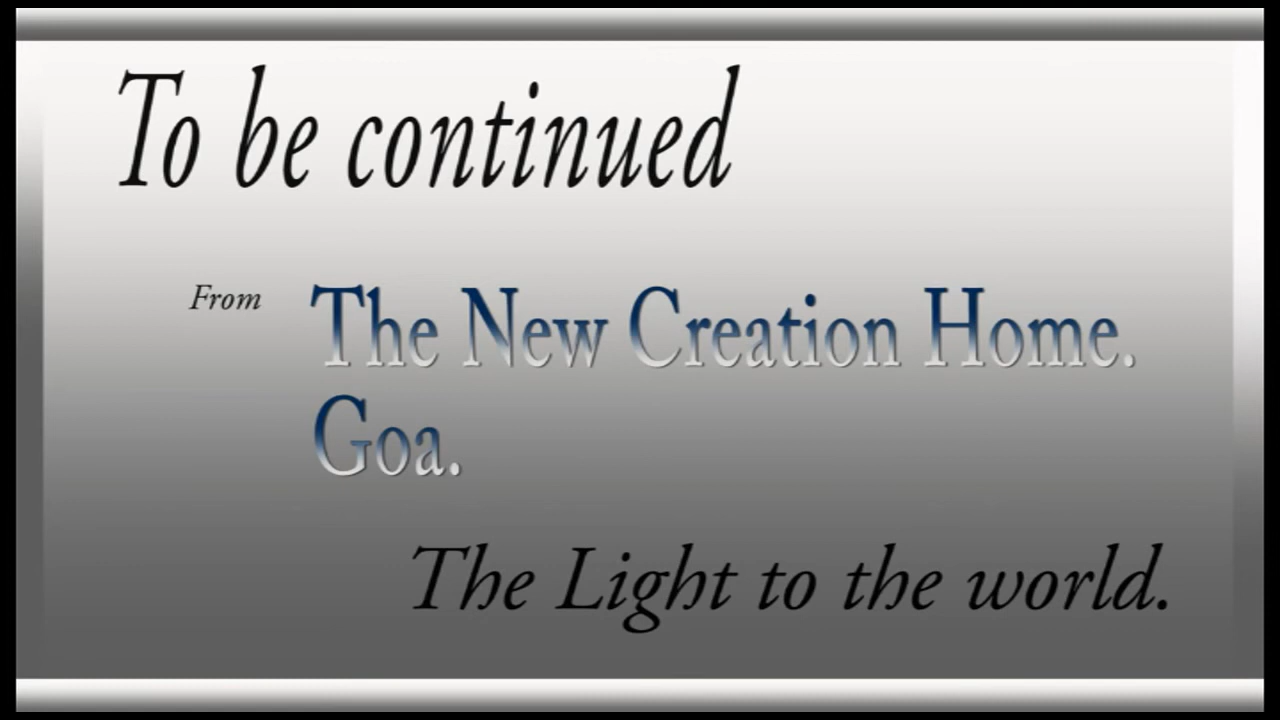 To be continued
From The New Creation Home.
Goa.
The Light to the world.